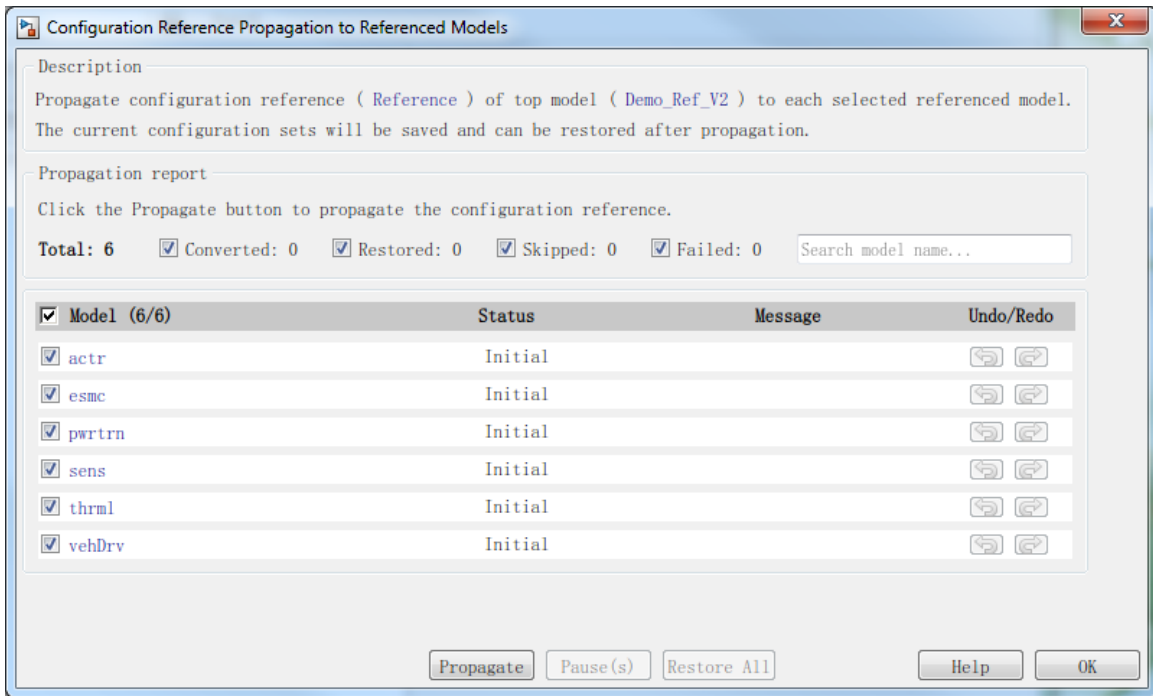 Configuration Reference Propagation to Referenced Models
Description
Propagate configuration reference ( Reference ) of top model ( Demo_Ref_V2 ) to each selected referenced model.
The current configuration sets will be saved and can be restored after propagation.
Propagation report
Click the Propagate button to propagate the configuration reference.
Total: 6 Converted: 0 Restored: 0 Skipped: 0 Failed: 0 Search model name...
Model (6/6) Status Message Undo/Redo
actr Initial
esmc Initial
pwrtrn Initial
sens Initial
thrml Initial
vehDrv Initial
Propagate Pause(s) Restore All Help OK